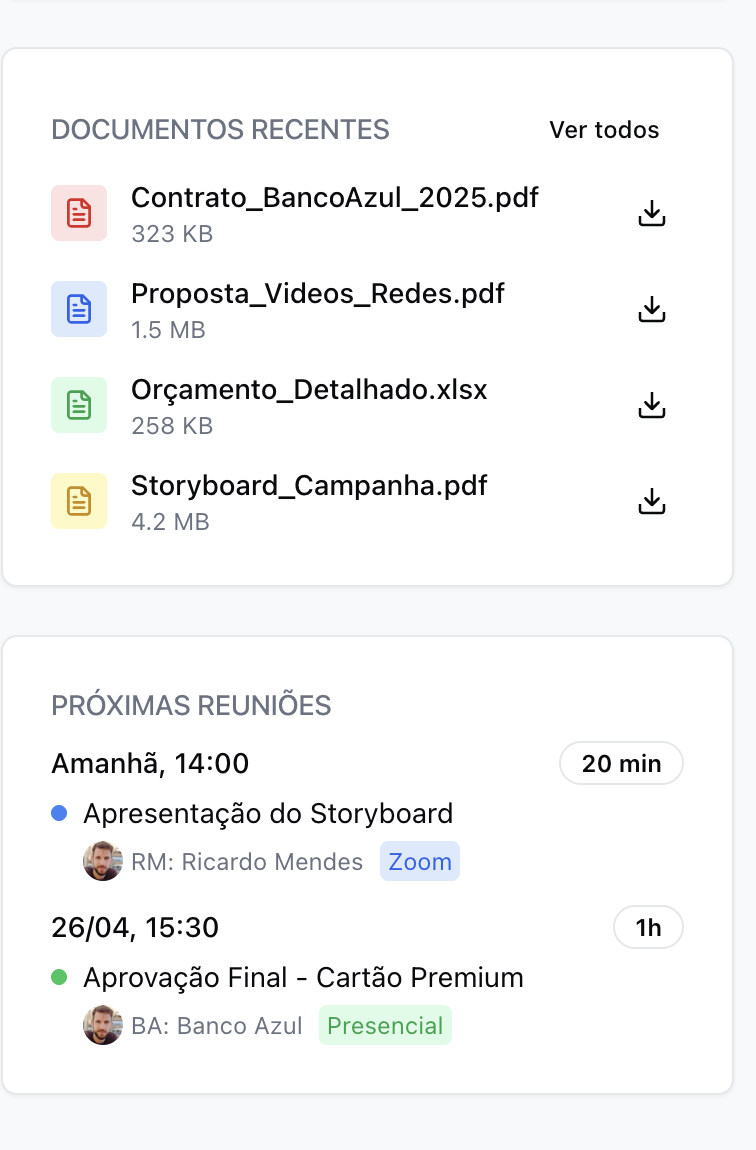 DOCUMENTOS RECENTES Ver todos
Contrato_BancoAzul_2025.pdf
323 KB
Proposta_Videos_Redes.pdf
1.5 MB
Orçamento_Detalhado.xlsx
258 KB
Storyboard_Campanha.pdf
4.2 MB
PRÓXIMAS REUNIÕES
Amanhã, 14:00 20 min
Apresentação do Storyboard
RM: Ricardo Mendes Zoom
26/04, 15:30 1h
Aprovação Final - Cartão Premium
BA: Banco Azul Presencial